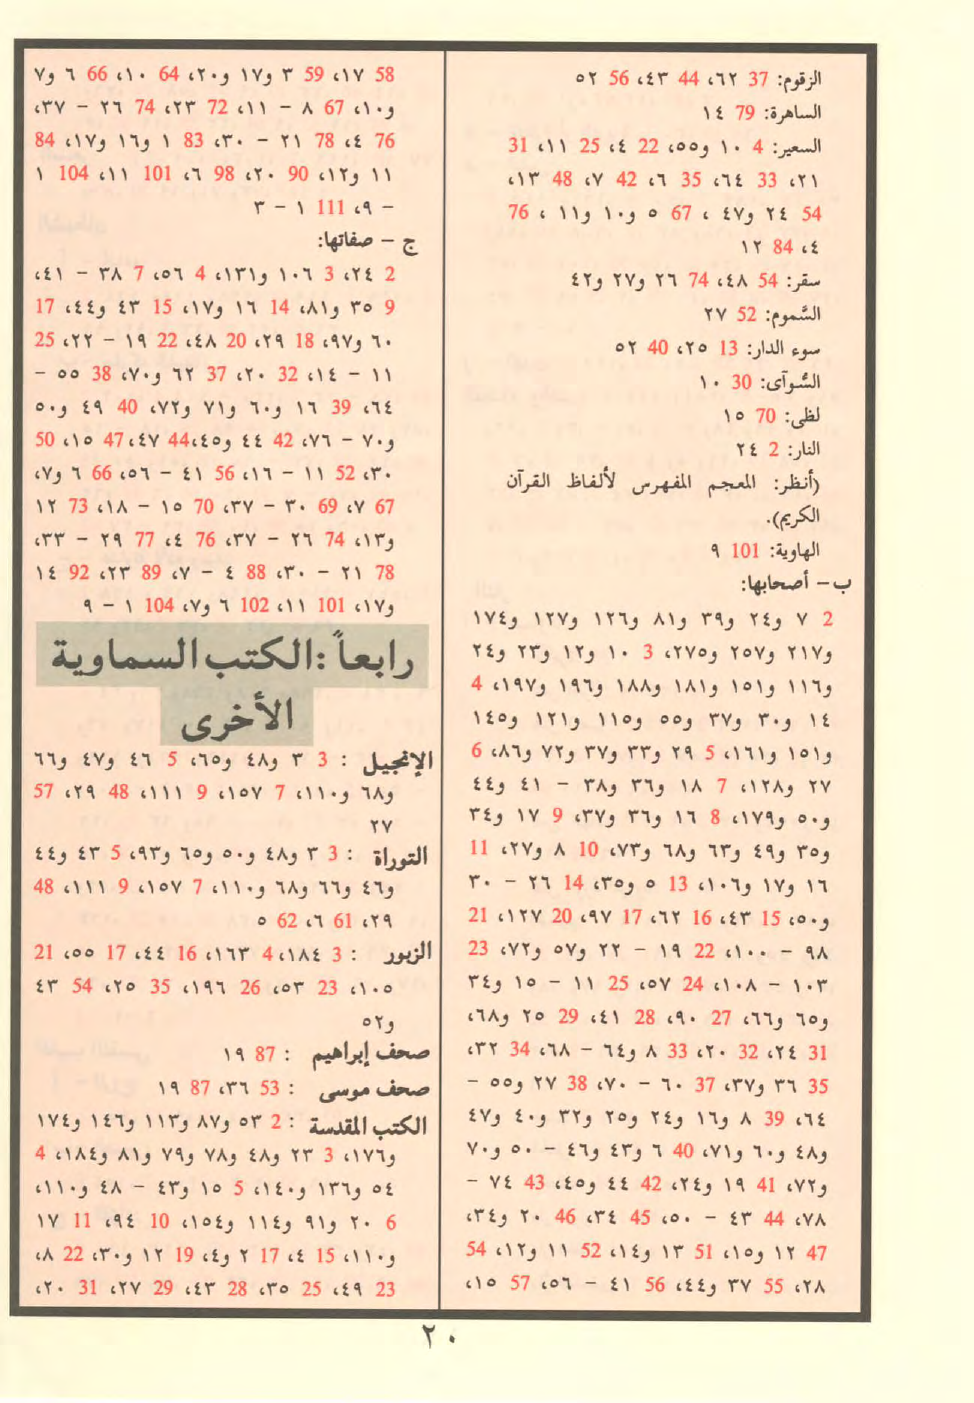 الزقوم: 37 ٦٢، 44 ٤٣، 56 ٥٢
الساهرة: 79 ١٤
السعير: 4 ١٠ و٥٥، 22 ٤، 25 ١١، 31
٢١، 33 ٦٤، 35 ٦، 42 ٧، 48 ١٣،
54 ٢٤ و٤٧ ، 67 ٥ و١٠ و١١ ، 76
٤، 84 ١٢
سقر: 54 ٤٨، 74 ٢٦ و٢٧ و٤٢
السَّموم: 52 ٢٧
سوء الدار: 13 ٢٥، 40 ٥٢
السُّوآى: 30 ١٠
لظى: 70 ١٥
النار: 2 ٢٤
(أنظر: المعجم المفهرس لألفاظ القرآن
الكريم).
الهاوية: 101 ٩
ب – أصحابها:
2 ٧ و٢٤ و٣٩ و٨١ و١٢٦ و١٢٧ و١٧٤
و٢١٧ و٢٥٧ و٢٧٥، 3 ١٠ و١٢ و٢٣ و٢٤
و١١٦ و١٥١ و١٨١ و١٨٨ و١٩٦ و١٩٧، 4
١٤ و٣٠ و٣٧ و٥٥ و١١٥ و١٢١ و١٤٥
و١٥١ و١٦١، 5 ٢٩ و٣٣ و٣٧ و٧٢ و٨٦، 6
٢٧ و١٢٨، 7 ١٨ و٣٦ و٣٨ – ٤١ و٤٤
و٥٠ و١٧٩، 8 ١٦ و٣٦ و٣٧، 9 ١٧ و٣٤
و٣٥ و٤٩ و٦٣ و٦٨ و٧٣، 10 ٨ و٢٧، 11
١٦ و١٧ و١٠٦، 13 ٥ و٣٥، 14 ٢٦ – ٣٠
و٥٠، 15 ٤٣، 16 ٦٢، 17 ٩٧، 20 ١٢٧، 21
٩٨ – ١٠٠، 22 ١٩ – ٢٢ و٥٧ و٧٢، 23
١٠٣ – ١٠٨، 24 ٥٧، 25 ١١ – ١٥ و٣٤
و٦٥ و٦٦، 27 ٩٠، 28 ٤١، 29 ٢٥ و٦٨،
31 ٢٤، 32 ٢٠، 33 ٨ و٦٤ – ٦٨، 34 ٣٢،
35 ٣٦ و٣٧، 37 ٦٠ – ٧٠، 38 ٢٧ و٥٥ –
٦٤، 39 ٨ و١٦ و٢٤ و٢٥ و٣٢ و٤٠ و٤٧
و٤٨ و٦٠ و٧١، 40 ٦ و٤٣ و٤٦ – ٥٠ و٧٠
و٧٢، 41 ١٩ و٢٤، 42 ٤٤ و٤٥، 43 ٧٤ –
٧٨، 44 ٤٣ – ٥٠، 45 ٣٤، 46 ٢٠ و٣٤،
47 ١٢ و١٥، 51 ١٣ و١٤، 52 ١١ و١٢، 54
٢٨، 55 ٣٧ و٤٤، 56 ٤١ – ٥٦، 57 ١٥،
58 ١٧، 59 ٣ و١٧ و٢٠، 64 ١٠، 66 ٦ و٧
و١٠، 67 ٨ – ١١، 72 ٢٣، 74 ٢٦ – ٣٧،
76 ٤، 78 ٢١ – ٣٠، 83 ١ و١٦ و١٧، 84
١١ و١٢، 90 ٢٠، 98 ٦، 101 ١١، 104 ١
– ٩، 111 ١ – ٣
ج – صفاتها:
2 ٢٤، 3 ١٠٦ و١٣١، 4 ٥٦، 7 ٣٨ – ٤١،
9 ٣٥ و٨١، 14 ١٦ و١٧، 15 ٤٣ و٤٤، 17
٦٠ و٩٧، 18 ٢٩، 20 ٤٨، 22 ١٩ – ٢٢، 25
١١ – ١٤، 32 ٢٠، 37 ٦٢ و٧٠، 38 ٥٥ –
٦٤، 39 ١٦ و٦٠ و٧١ و٧٢، 40 ٤٩ و٥٠
و٧٠ – ٧٦، 42 ٤٤ و٤٥،44 ٤٧،47 ١٥، 50
٣٠، 52 ١١ – ١٦، 56 ٤١ – ٥٦، 66 ٦ و٧،
67 ٧، 69 ٣٠ – ٣٧، 70 ١٥ – ١٨، 73 ١٢
و١٣، 74 ٢٦ – ٣٧، 76 ٤، 77 ٢٩ – ٣٣،
78 ٢١ – ٣٠، 88 ٤ – ٧، 89 ٢٣، 92 ١٤
و١٧، 101 ١١، 102 ٦ و٧، 104 ١ – ٩
رابعاً : الكتب السماوية
الأخرى
الإنجيل : 3 ٣ و٤٨ و٦٥، 5 ٤٦ و٤٧ و٦٦
و٦٨ و١١٠، 7 ١٥٧، 9 ١١١، 48 ٢٩، 57
٢٧
التوراة : 3 ٣ و٤٨ و٥٠ و٦٥ و٩٣، 5 ٤٣ و٤٤
و٤٦ و٦٦ و٦٨ و١١٠، 7 ١٥٧، 9 ١١١، 48
٢٩، 61 ٦، 62 ٥
الزبور : 3 ١٨٤،4 ١٦٣، 16 ٤٤، 17 ٥٥، 21
١٠٥، 23 ٥٣، 26 ١٩٦، 35 ٢٥، 54 ٤٣
و٥٢
صحف إبراهيم : 87 ١٩
صحف موسى : 53 ٣٦، 87 ١٩
الكتب المقدسة : 2 ٥٣ و٨٧ و١١٣ و١٤٦ و١٧٤
و١٧٦، 3 ٢٣ و٤٨ و٧٨ و٧٩ و٨١ و١٨٤، 4
٥٤ و١٣٦ و١٤٠، 5 ١٥ و٤٣ – ٤٨ و١١٠،
6 ٢٠ و٩١ و١١٤ و١٥٤، 10 ٩٤، 11 ١٧
و١١٠، 15 ٤، 17 ٢ و٤، 19 ١٢ و٣٠، 22 ٨،
23 ٤٩، 25 ٣٥، 28 ٤٣، 29 ٢٧، 31 ٢٠،
٢٠